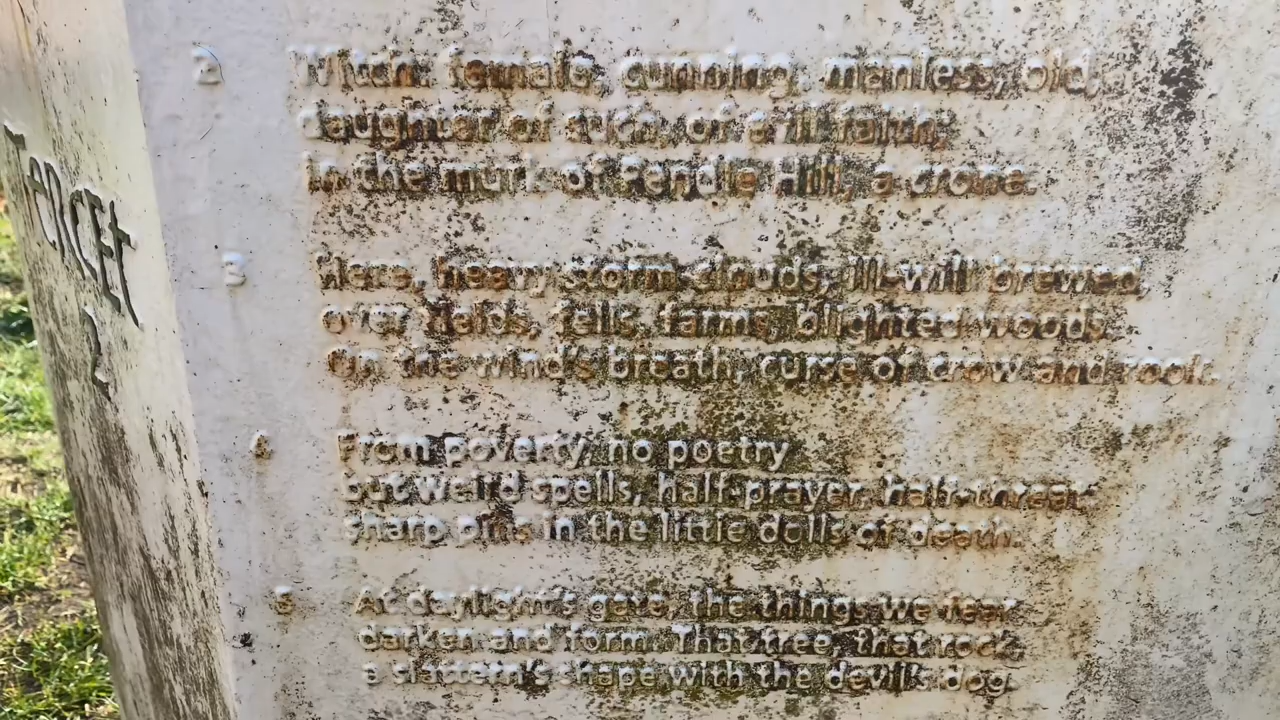 TERCET
2
2 Witch: female, cunning, manless, old,
daughter of such, of evil faith;
in the murk of Pendle Hill, a crone.
3 Here, heavy storm-clouds, ill-will brewed,
over fields, fells, farms, blighted woods.
On the wind's breath, curse of crow and rook.
4 From poverty, no poetry
but weird spells, half-prayer, half-threat;
sharp pins in the little dolls of death.
5 At daylight's gate, the things we fear
darken and form. That tree, that rock,
a slattern's shape with the devil's dog.